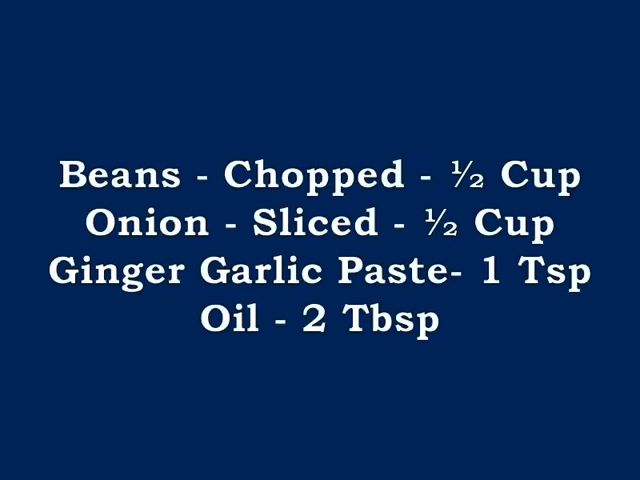 Beans - Chopped - ½ Cup
Onion - Sliced - ½ Cup
Ginger Garlic Paste- 1 Tsp
Oil - 2 Tbsp